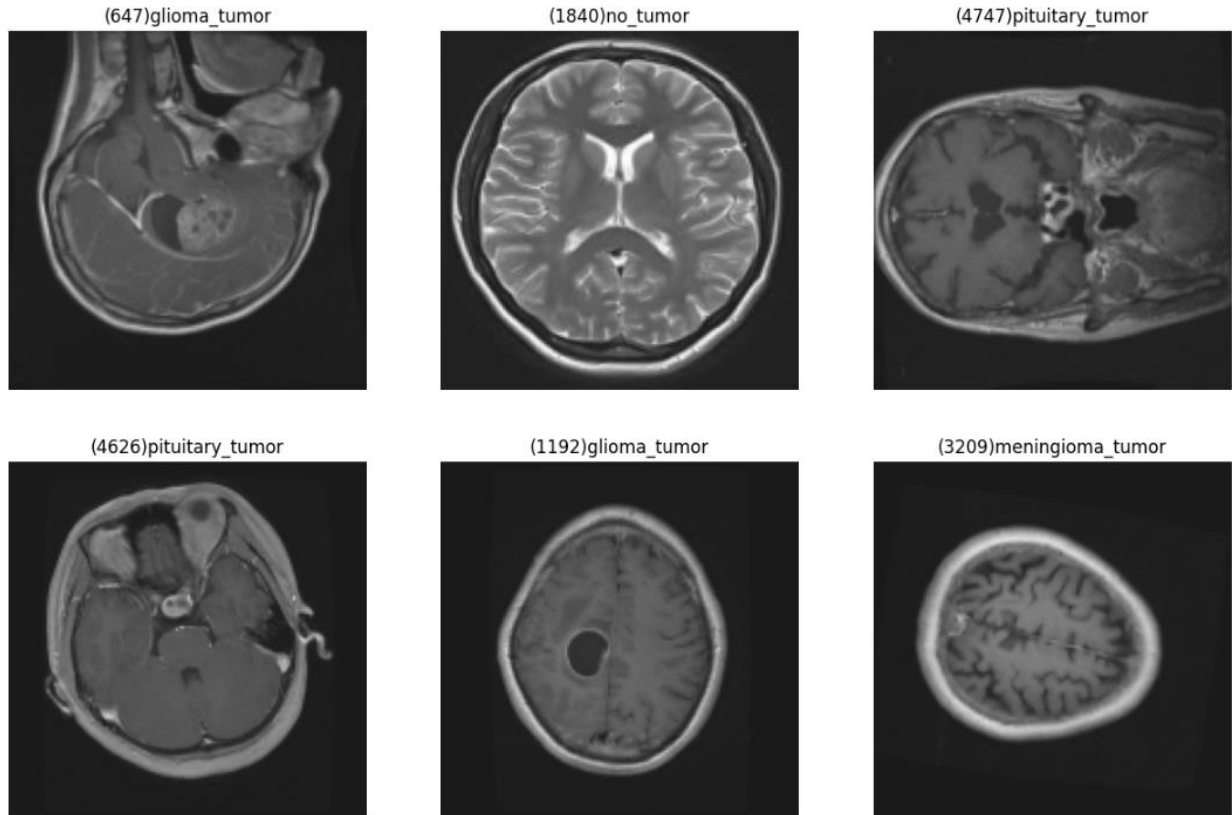 (647)glioma_tumor
(1840)no_tumor
(4747)pituitary_tumor
(4626)pituitary_tumor
(1192)glioma_tumor
(3209)meningioma_tumor